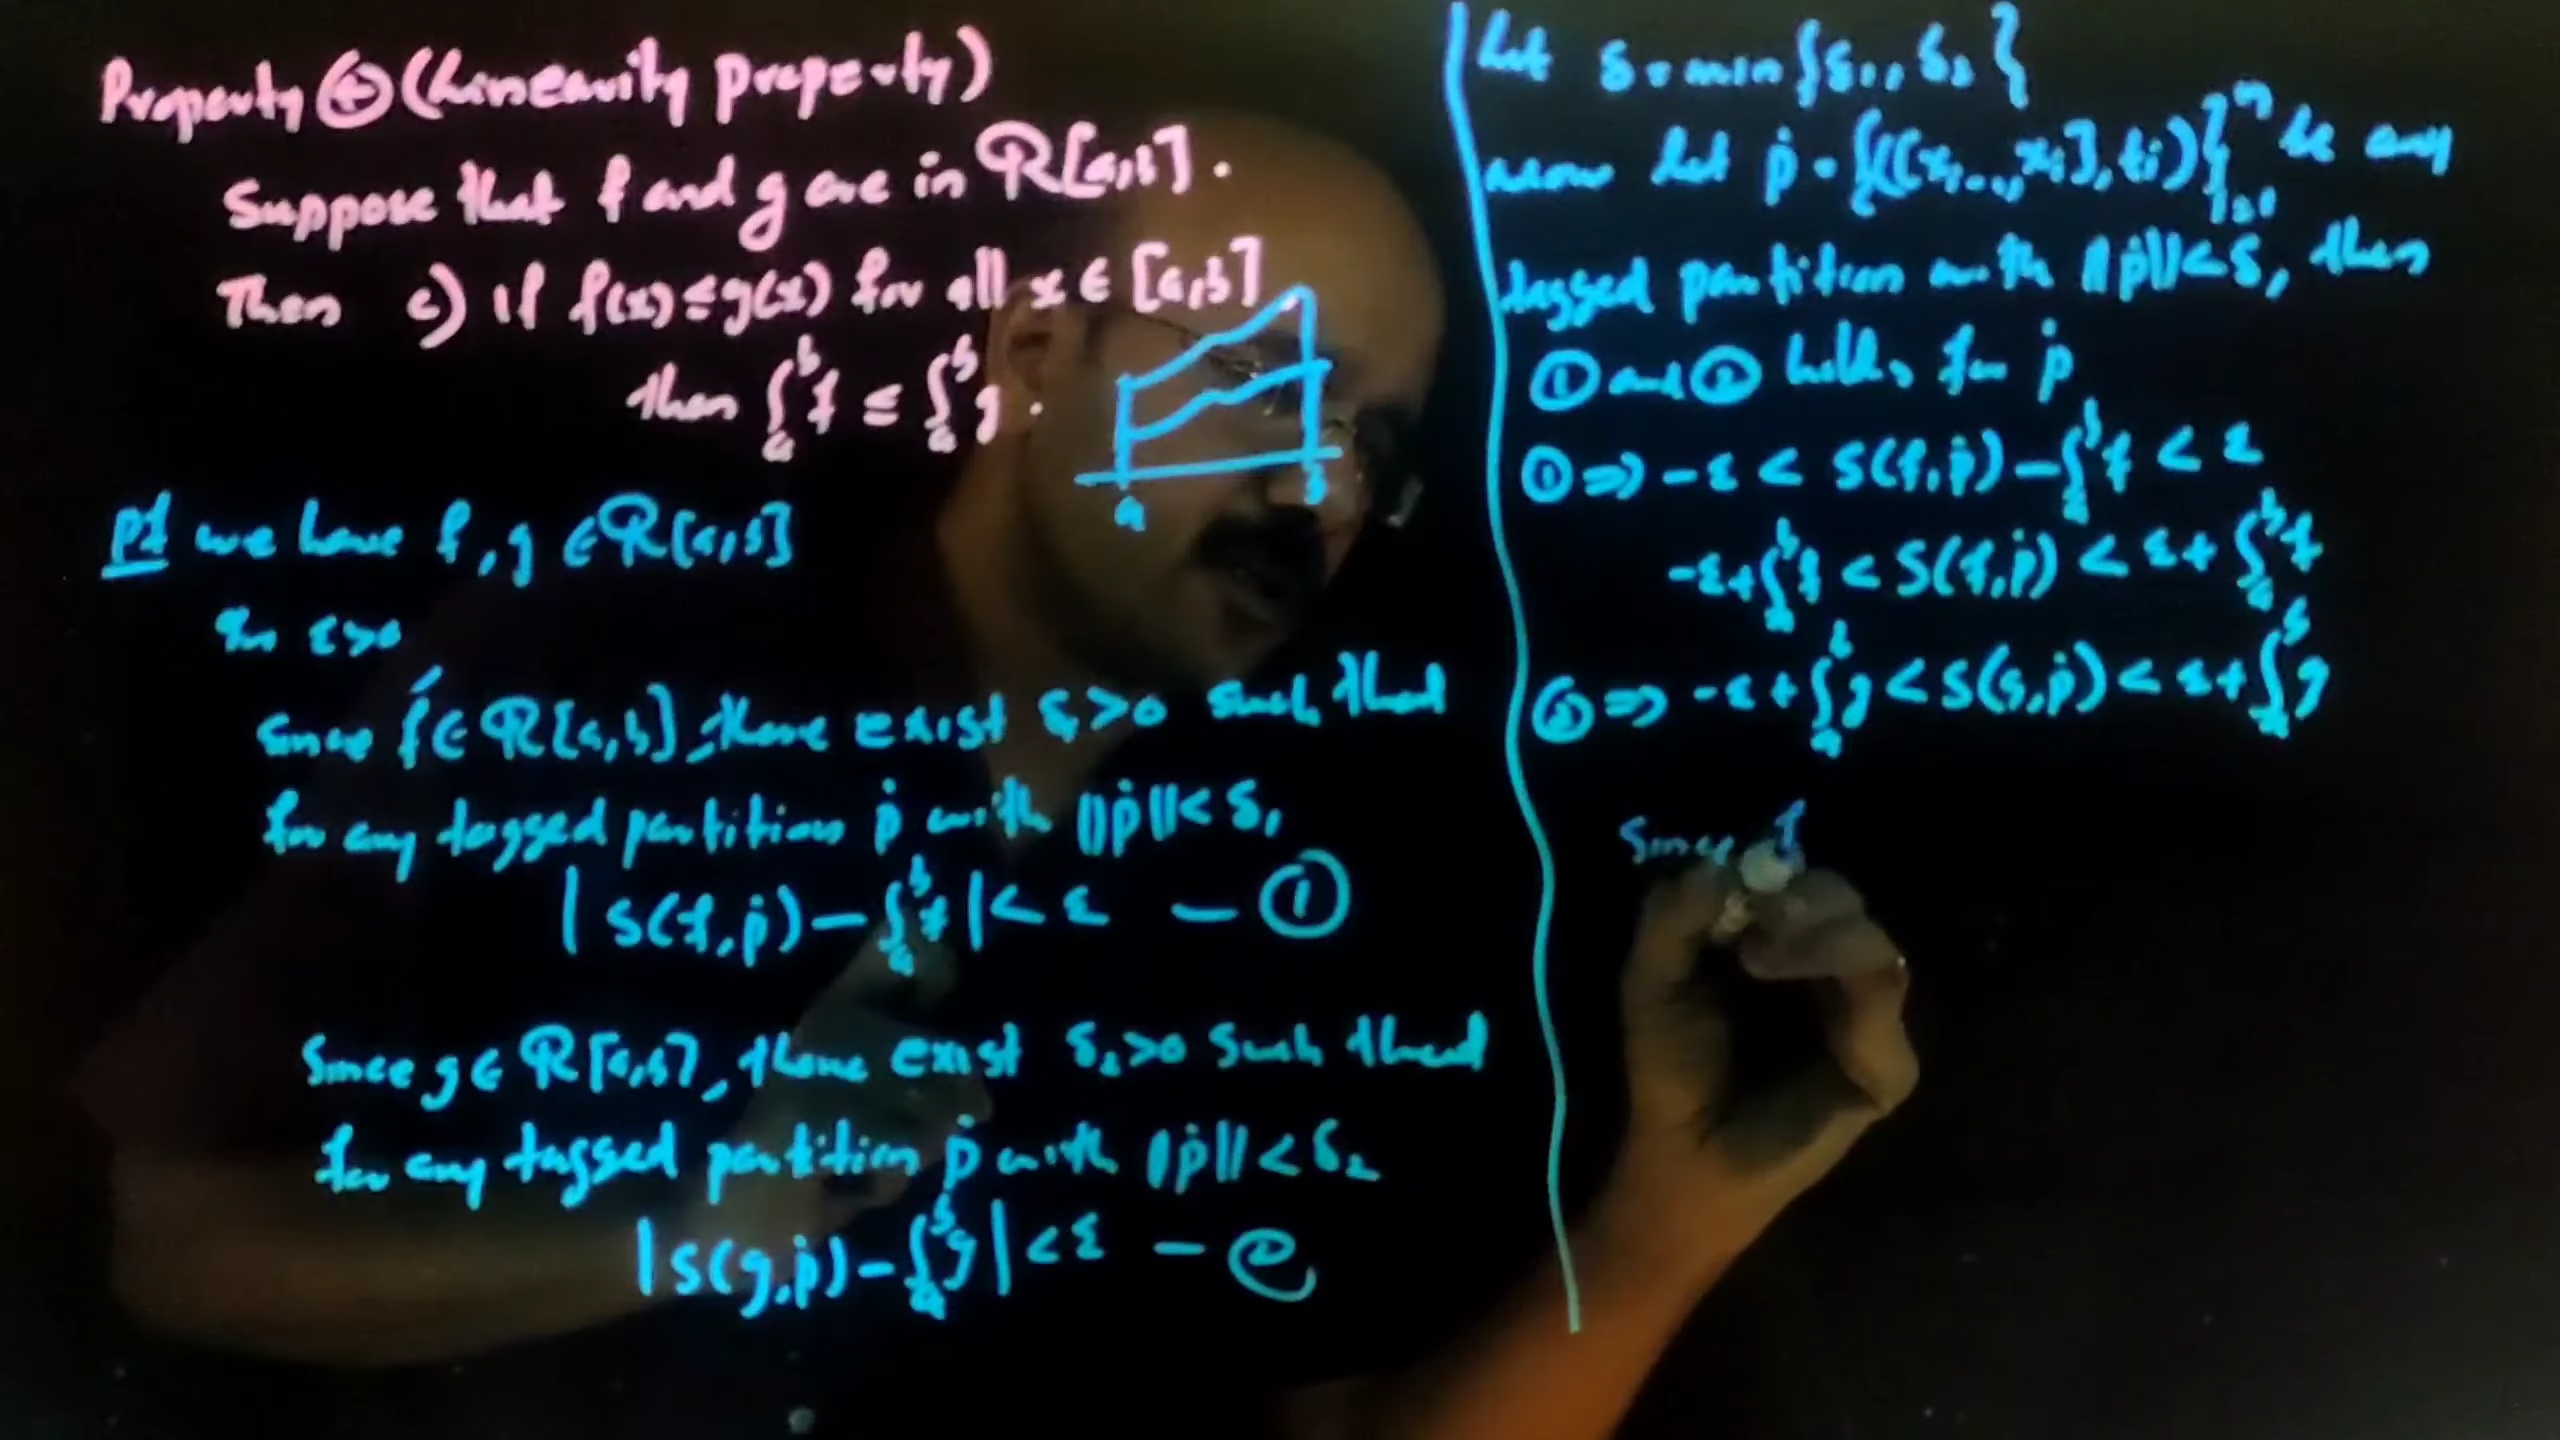 Property ④ (Linearity property)
Suppose that f and g are in R[a,b].
Then c) if f(x) ≤ g(x) for all x ∈ [a,b]
then ∫_a^b f ≤ ∫_a^b g.
a b
pf we have f, g ∈ R[a,b]
for ε>0
Since f ∈ R[a,b], there exist δ₁>0 such that
for any tagged partition ṗ with ||ṗ|| < δ₁
| S(f,ṗ) − ∫_a^b f | < ε — ①
Since g ∈ R[a,b], there exist δ₂>0 such that
for any tagged partition ṗ with ||ṗ|| < δ₂
| S(g,ṗ) − ∫_a^b g | < ε — ②
Let δ = min{δ₁, δ₂}
now let ṗ = {([x_{i-1}, x_i], t_i)}_{i=1}^n be any
tagged partition with ||ṗ|| < δ, then
① and ② holds for ṗ
① ⇒ −ε < S(f,ṗ) − ∫_a^b f < ε
−ε + ∫_a^b f < S(f,ṗ) < ε + ∫_a^b f
② ⇒ −ε + ∫_a^b g < S(g,ṗ) < ε + ∫_a^b g
Since f